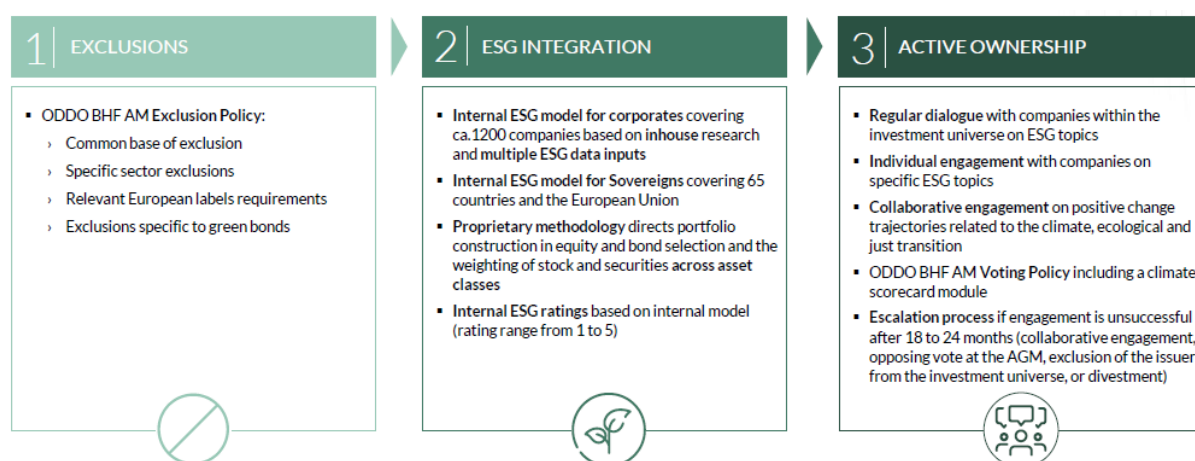 1 EXCLUSIONS
▪ ODDO BHF AM Exclusion Policy:
› Common base of exclusion
› Specific sector exclusions
› Relevant European labels requirements
› Exclusions specific to green bonds
2 ESG INTEGRATION
▪ Internal ESG model for corporates covering
ca.1200 companies based on inhouse research
and multiple ESG data inputs
▪ Internal ESG model for Sovereigns covering 65
countries and the European Union
▪ Proprietary methodology directs portfolio
construction in equity and bond selection and the
weighting of stock and securities across asset
classes
▪ Internal ESG ratings based on internal model
(rating range from 1 to 5)
3 ACTIVE OWNERSHIP
▪ Regular dialogue with companies within the
investment universe on ESG topics
▪ Individual engagement with companies on
specific ESG topics
▪ Collaborative engagement on positive change
trajectories related to the climate, ecological and
just transition
▪ ODDO BHF AM Voting Policy including a climate
scorecard module
▪ Escalation process if engagement is unsuccessful
after 18 to 24 months (collaborative engagement,
opposing vote at the AGM, exclusion of the issuer
from the investment universe, or divestment)